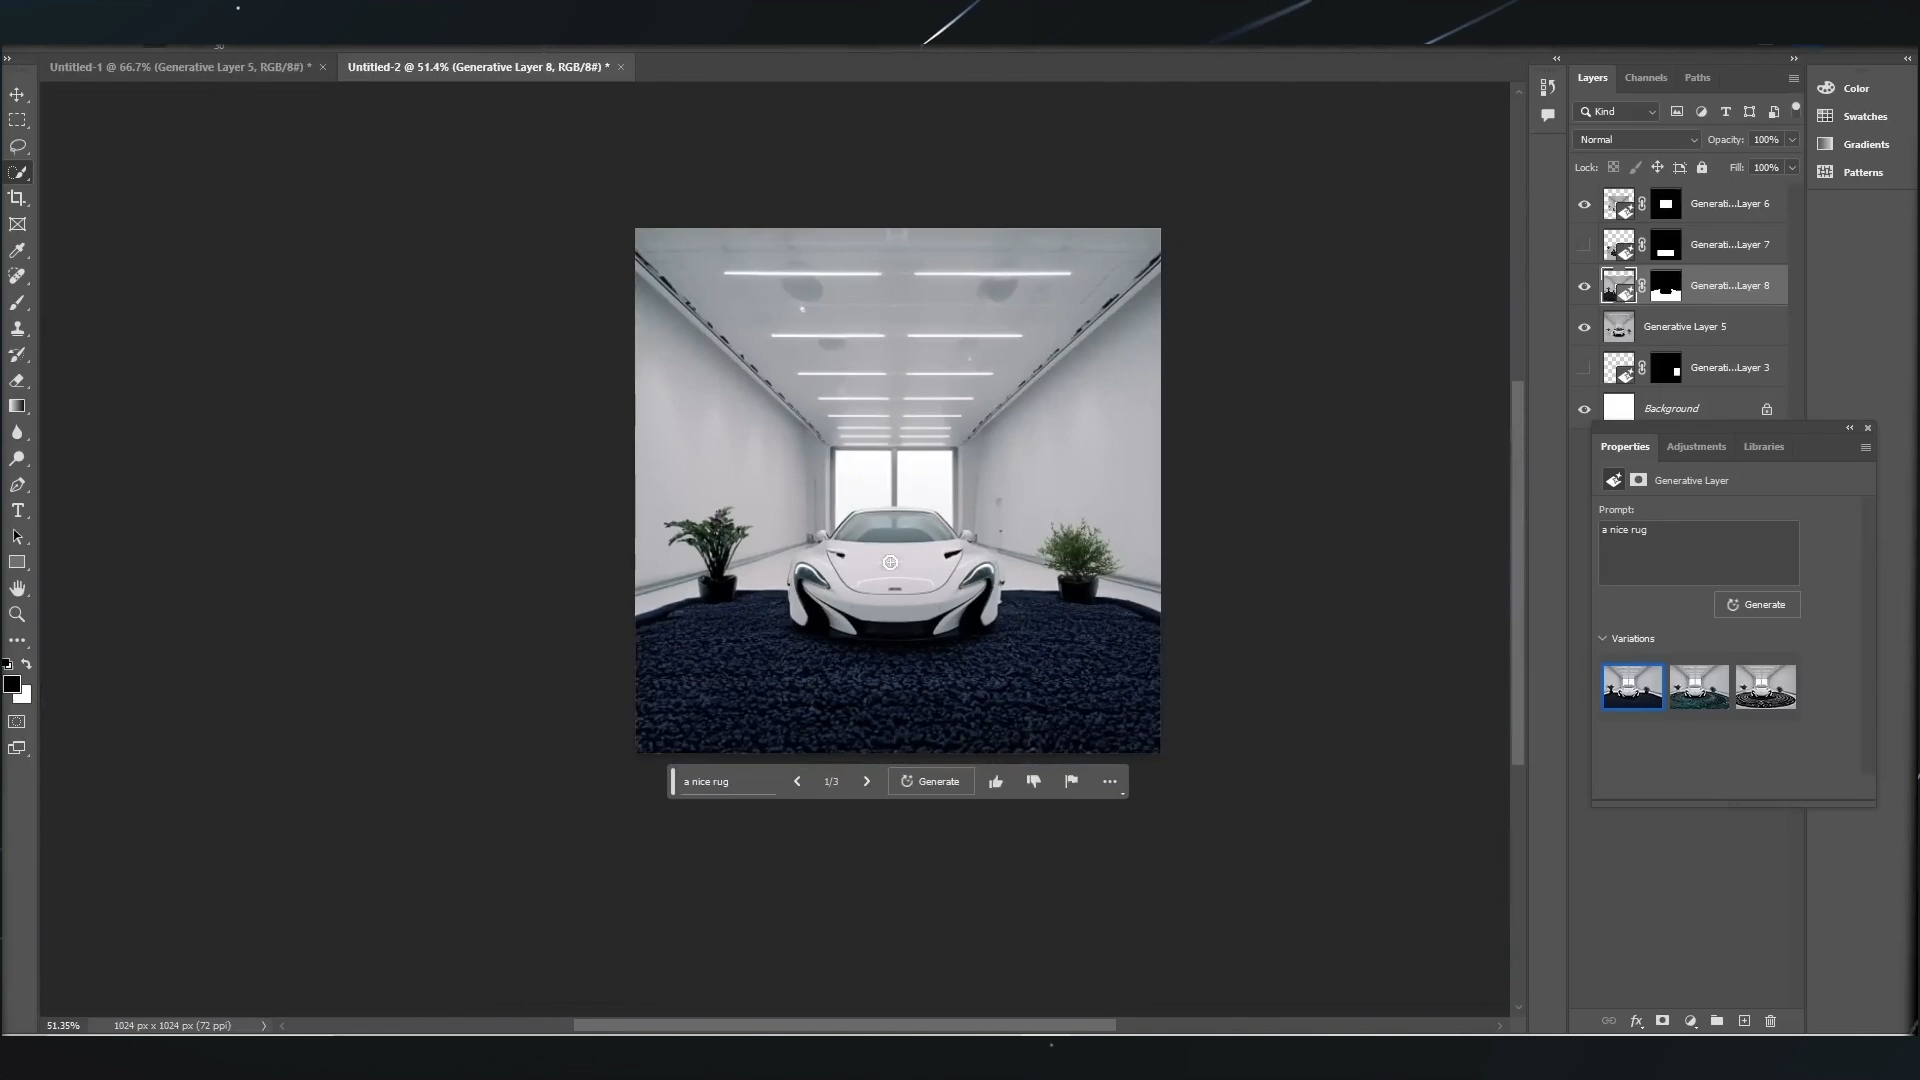 30
Untitled-1 @ 66.7% (Generative Layer 5, RGB/8#) *
Untitled-2 @ 51.4% (Generative Layer 8, RGB/8#) *
Layers Channels Paths
Kind
Normal Opacity: 100%
Lock: Fill: 100%
Generati...Layer 6
Generati...Layer 7
Generati...Layer 8
Generative Layer 5
Generati...Layer 3
Background
Color
Swatches
Gradients
Patterns
Properties Adjustments Libraries
Generative Layer
Prompt:
a nice rug
Generate
Variations
a nice rug 1/3 Generate
51.35% 1024 px x 1024 px (72 ppi)